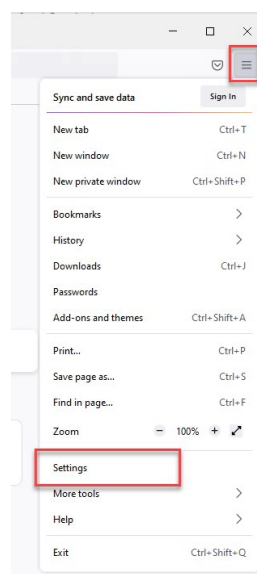 Sync and save data Sign In
New tab Ctrl+T
New window Ctrl+N
New private window Ctrl+Shift+P
Bookmarks
History
Downloads Ctrl+J
Passwords
Add-ons and themes Ctrl+Shift+A
Print... Ctrl+P
Save page as... Ctrl+S
Find in page... Ctrl+F
Zoom − 100% +
Settings
More tools
Help
Exit Ctrl+Shift+Q